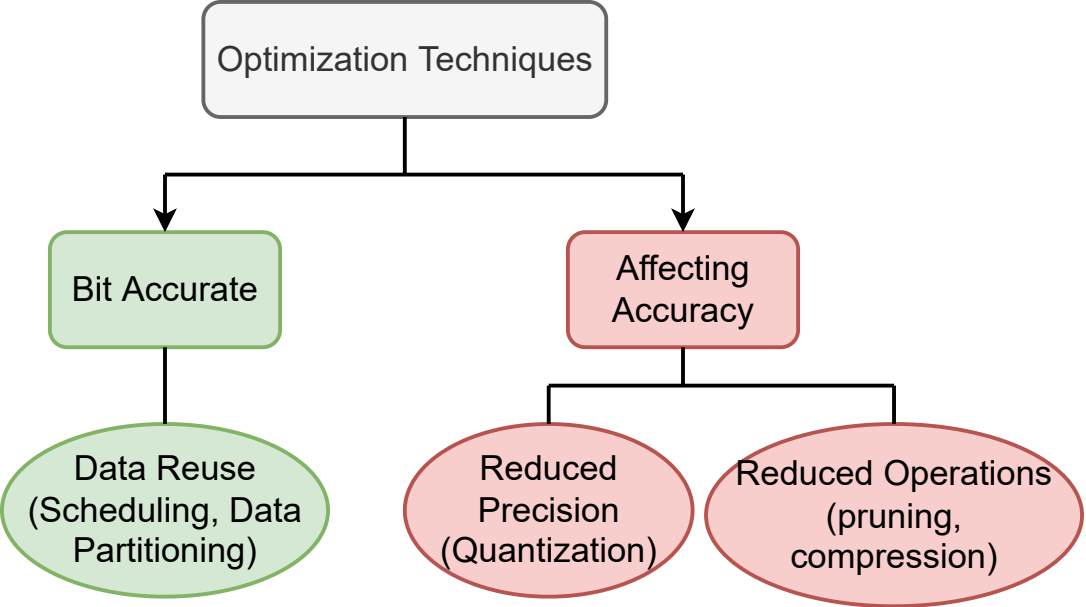 Optimization Techniques
Bit Accurate
Affecting
Accuracy
Data Reuse
(Scheduling, Data
Partitioning)
Reduced
Precision
(Quantization)
Reduced Operations
(pruning,
compression)